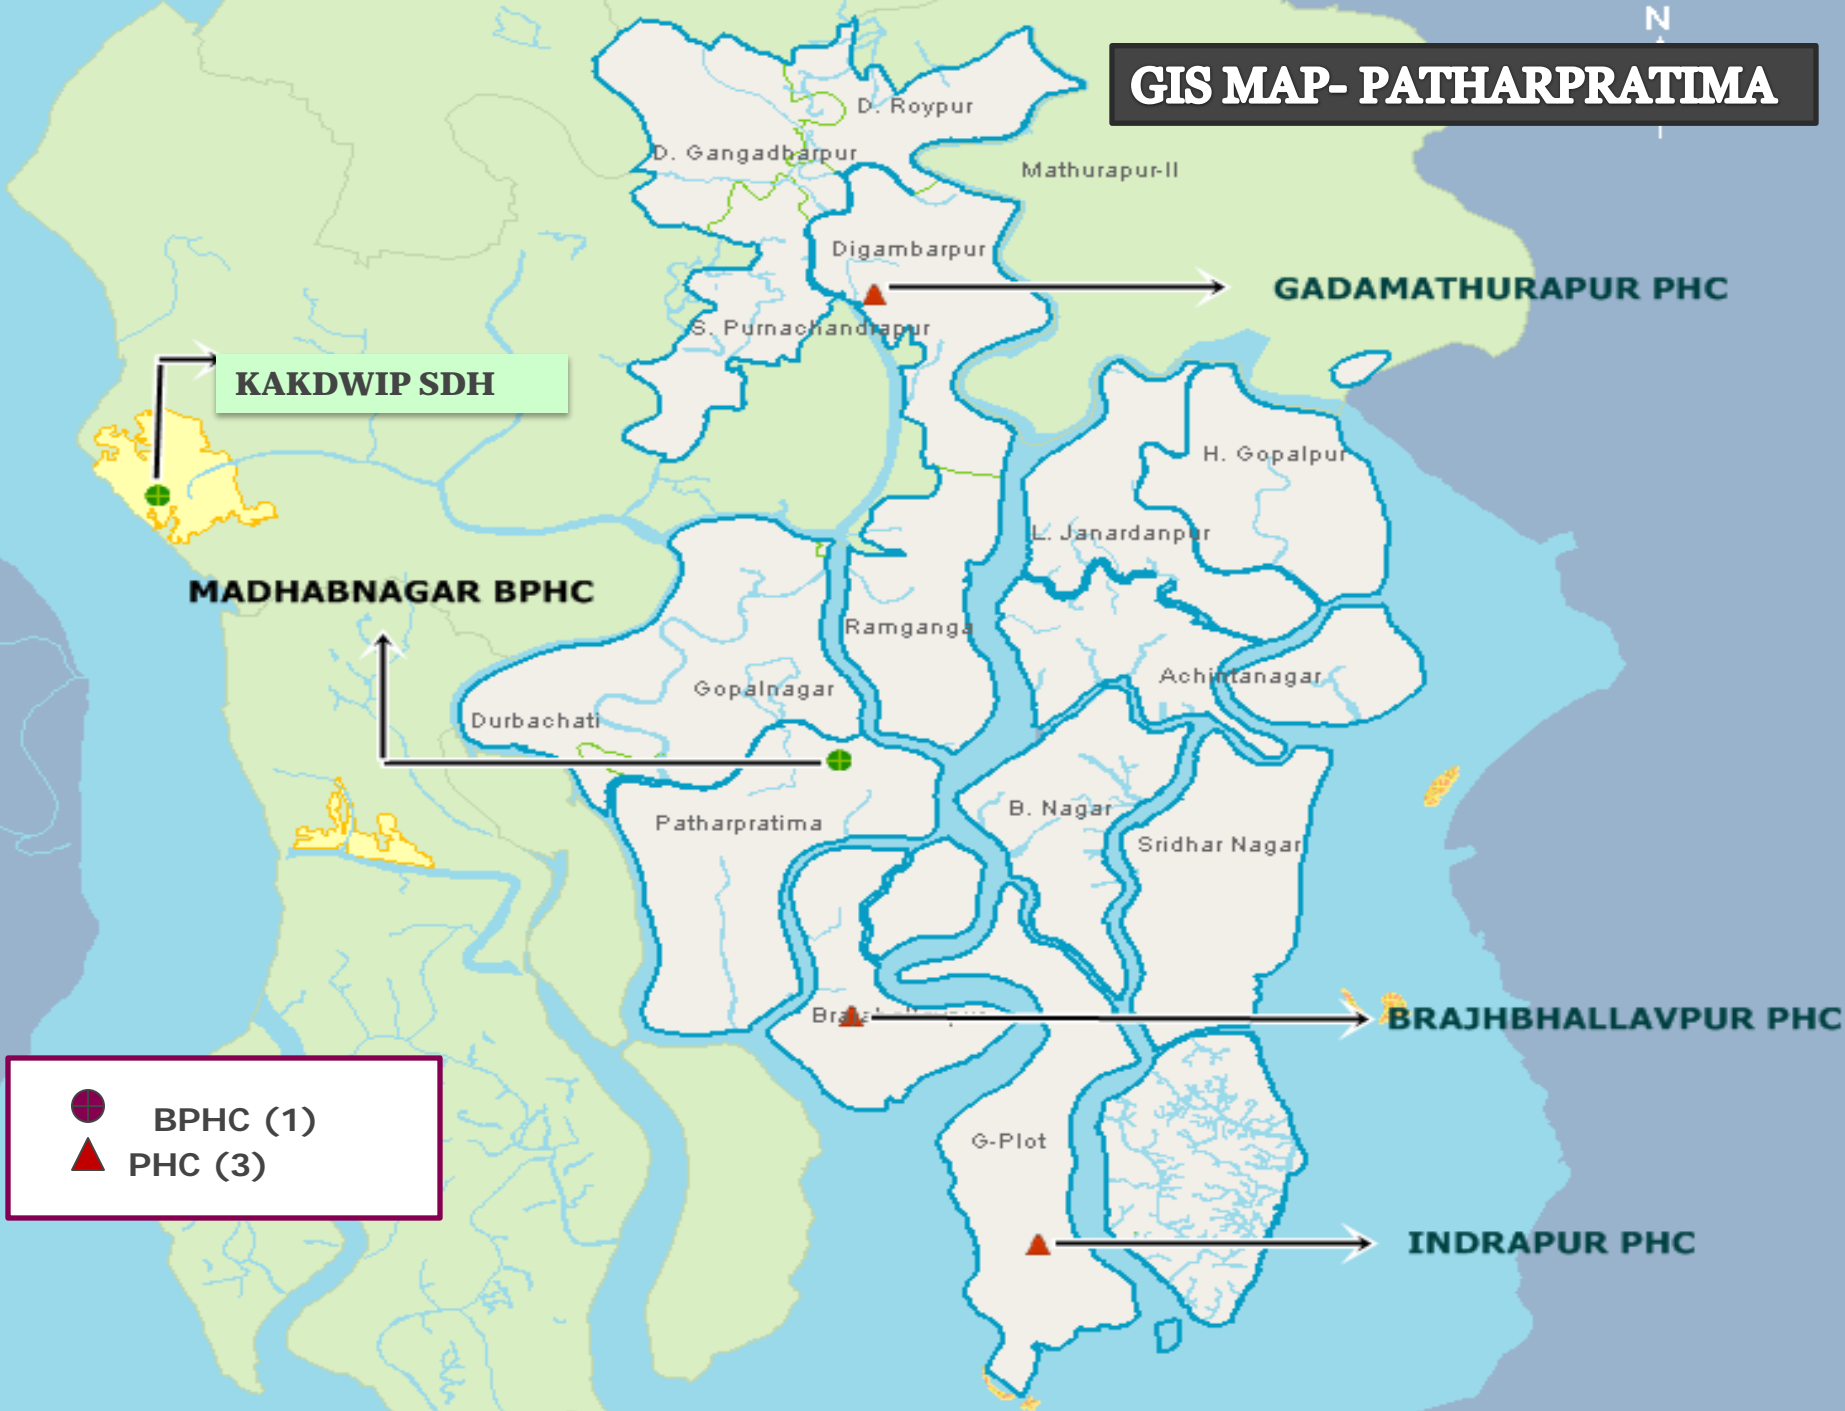 N
GIS MAP- PATHARPRATIMA
D. Roypur
D. Gangadharpur
Mathurapur-II
Digambarpur
GADAMATHURAPUR PHC
S. Purnachandrapur
KAKDWIP SDH
H. Gopalpur
L. Janardanpur
MADHABNAGAR BPHC
Ramganga
Achintanagar
Gopalnagar
Durbachati
B. Nagar
Patharpratima
Sridhar Nagar
BRAJHBHALLAVPUR PHC
BPHC (1)
PHC (3)
G-Plot
INDRAPUR PHC